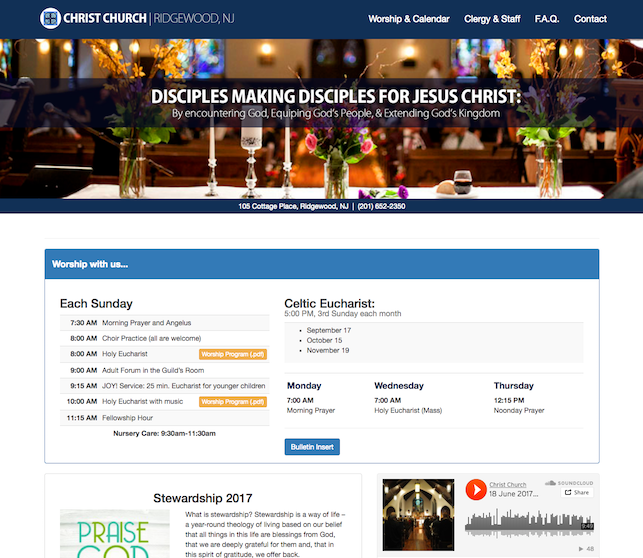 CHRIST CHURCH | RIDGEWOOD, NJ
Worship & Calendar Clergy & Staff F.A.Q. Contact
DISCIPLES MAKING DISCIPLES FOR JESUS CHRIST:
By encountering God, Equiping God's People, & Extending God's Kingdom
105 Cottage Place, Ridgewood, NJ | (201) 652-2350
Worship with us...
Each Sunday
7:30 AM Morning Prayer and Angelus
8:00 AM Choir Practice (all are welcome)
8:00 AM Holy Eucharist Worship Program (.pdf)
9:00 AM Adult Forum in the Guild's Room
9:15 AM JOY! Service: 25 min. Eucharist for younger children
10:00 AM Holy Eucharist with music Worship Program (.pdf)
11:15 AM Fellowship Hour
Nursery Care: 9:30am-11:30am
Celtic Eucharist:
5:00 PM, 3rd Sunday each month
• September 17
• October 15
• November 19
Monday Wednesday Thursday
7:00 AM 7:00 AM 12:15 PM
Morning Prayer Holy Eucharist (Mass) Noonday Prayer
Bulletin Insert
Stewardship 2017
PRAISE
GOD
What is stewardship? Stewardship is a way of life –
a year-round theology of living based on our belief
that all things in this life are blessings from God,
that we are deeply grateful for them and, that in
this spirit of gratitude, we offer back.
Christ Church
18 June 2017...
SOUNDCLOUD
Share
48